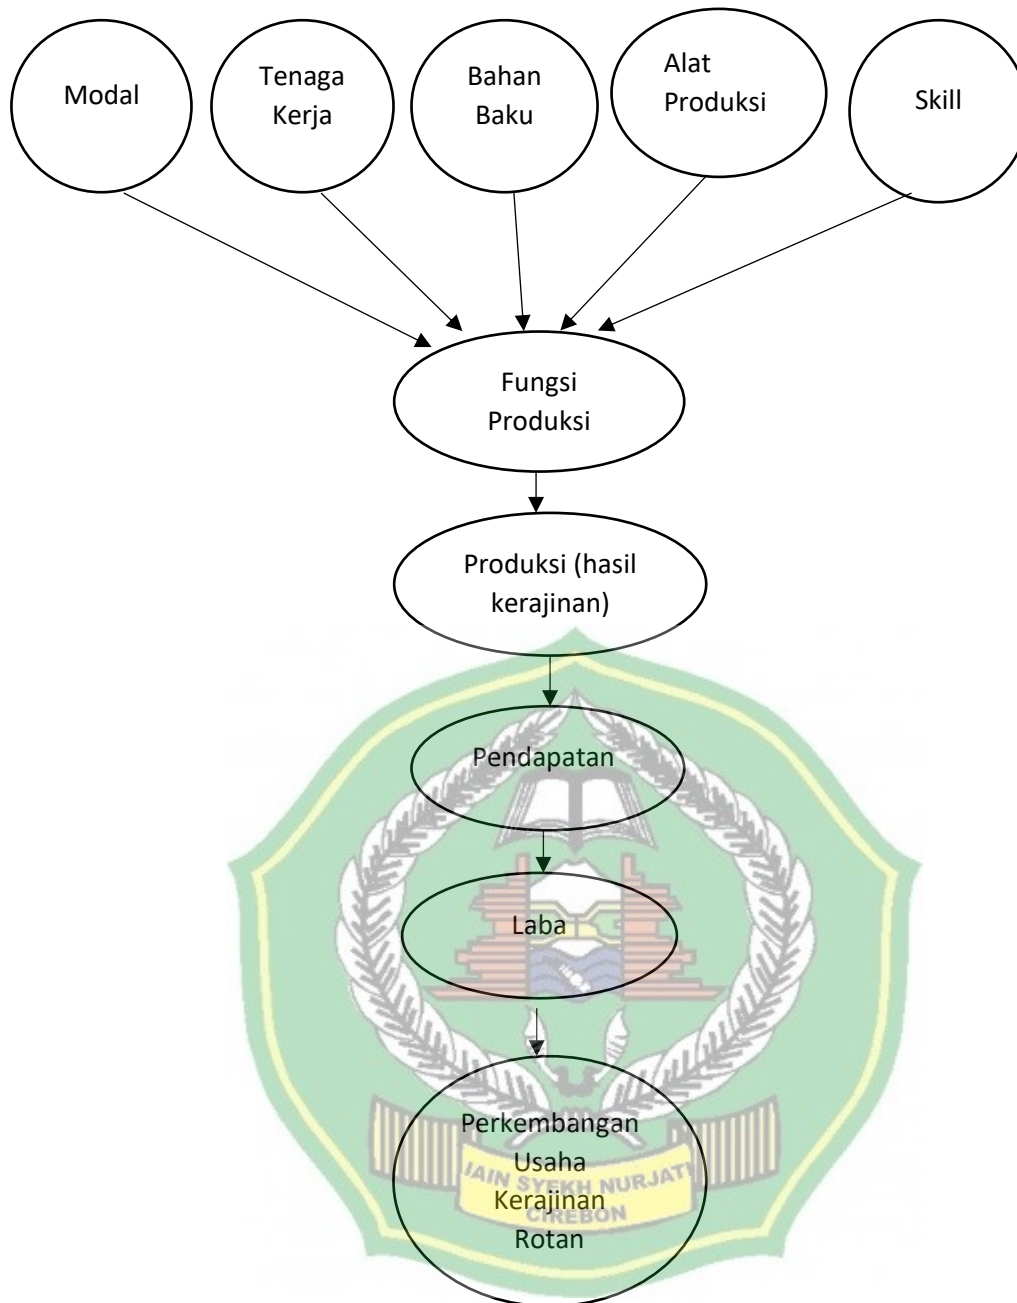 Modal
Tenaga
Kerja
Bahan
Baku
Alat
Produksi
Skill
Fungsi
Produksi
Produksi (hasil
kerajinan)
Pendapatan
Laba
Perkembangan
Usaha
Kerajinan
Rotan
IAIN SYEKH NURJATI
CIREBON